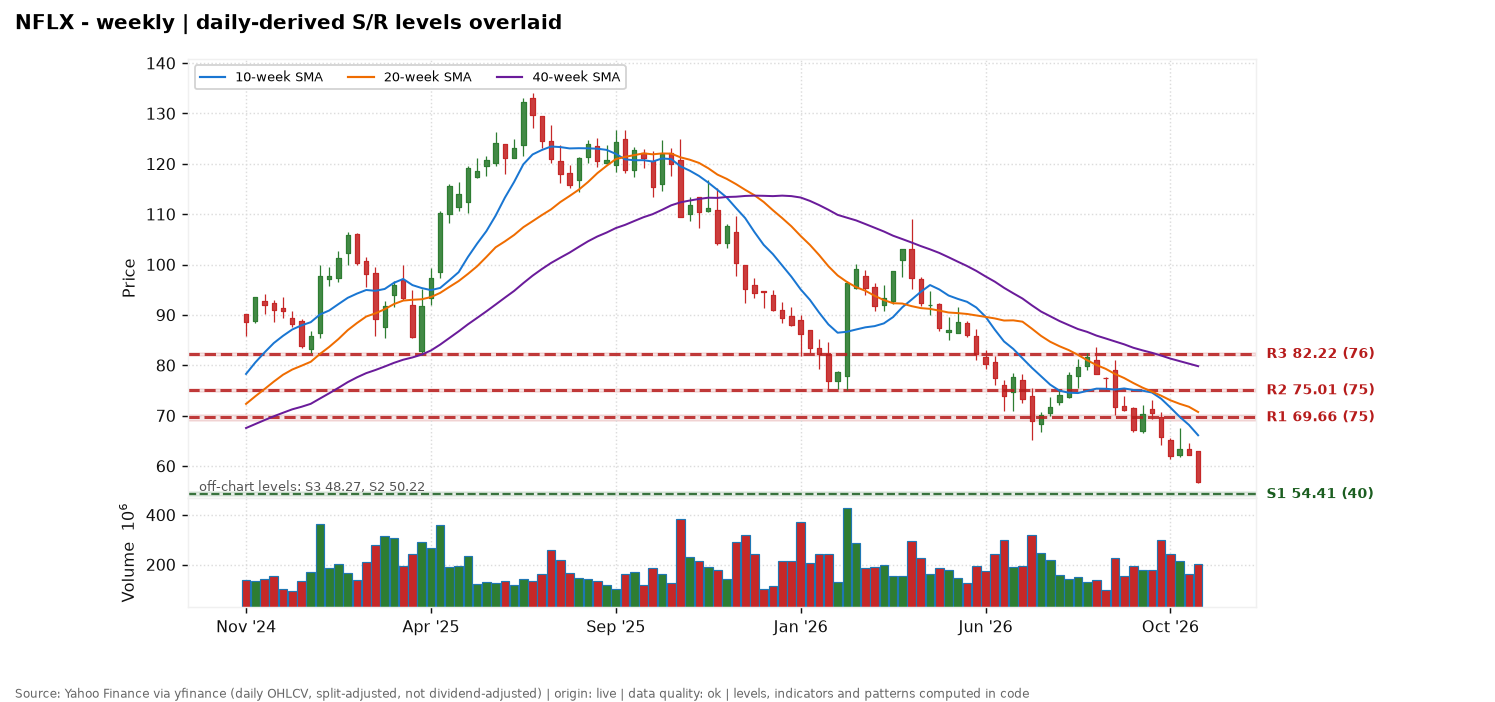 NFLX - weekly | daily-derived S/R levels overlaid
10-week SMA 20-week SMA 40-week SMA
Price
140
130
120
110
100
90
80
70
60
R3 82.22 (76)
R2 75.01 (75)
R1 69.66 (75)
off-chart levels: S3 48.27, S2 50.22
S1 54.41 (40)
Volume 10⁶
400
200
Nov '24 Apr '25 Sep '25 Jan '26 Jun '26 Oct '26
Source: Yahoo Finance via yfinance (daily OHLCV, split-adjusted, not dividend-adjusted) | origin: live | data quality: ok | levels, indicators and patterns computed in code